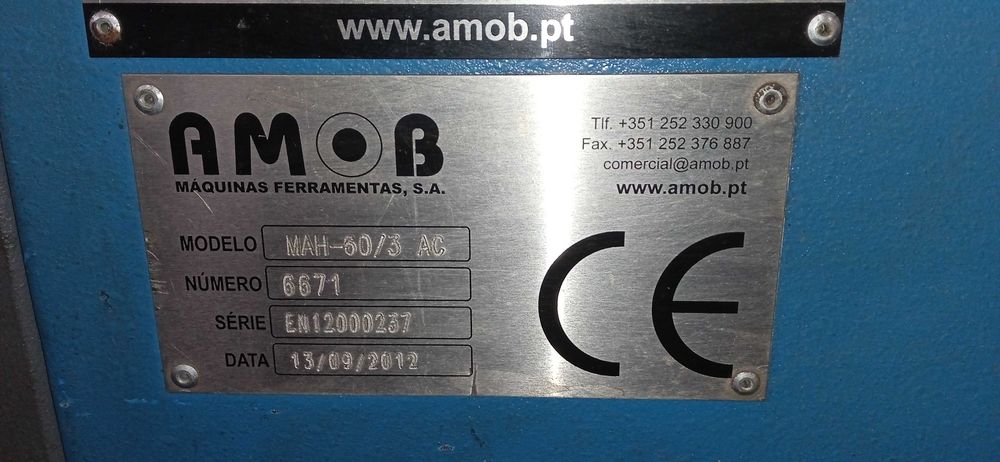 www.amob.pt
AMOB
MÁQUINAS FERRAMENTAS, S.A.
Tlf. +351 252 330 900
Fax. +351 252 376 887
comercial@amob.pt
www.amob.pt
MODELO MAH-60/3 AC
NÚMERO 6671
SÉRIE EN12000237
DATA 13/09/2012
CE